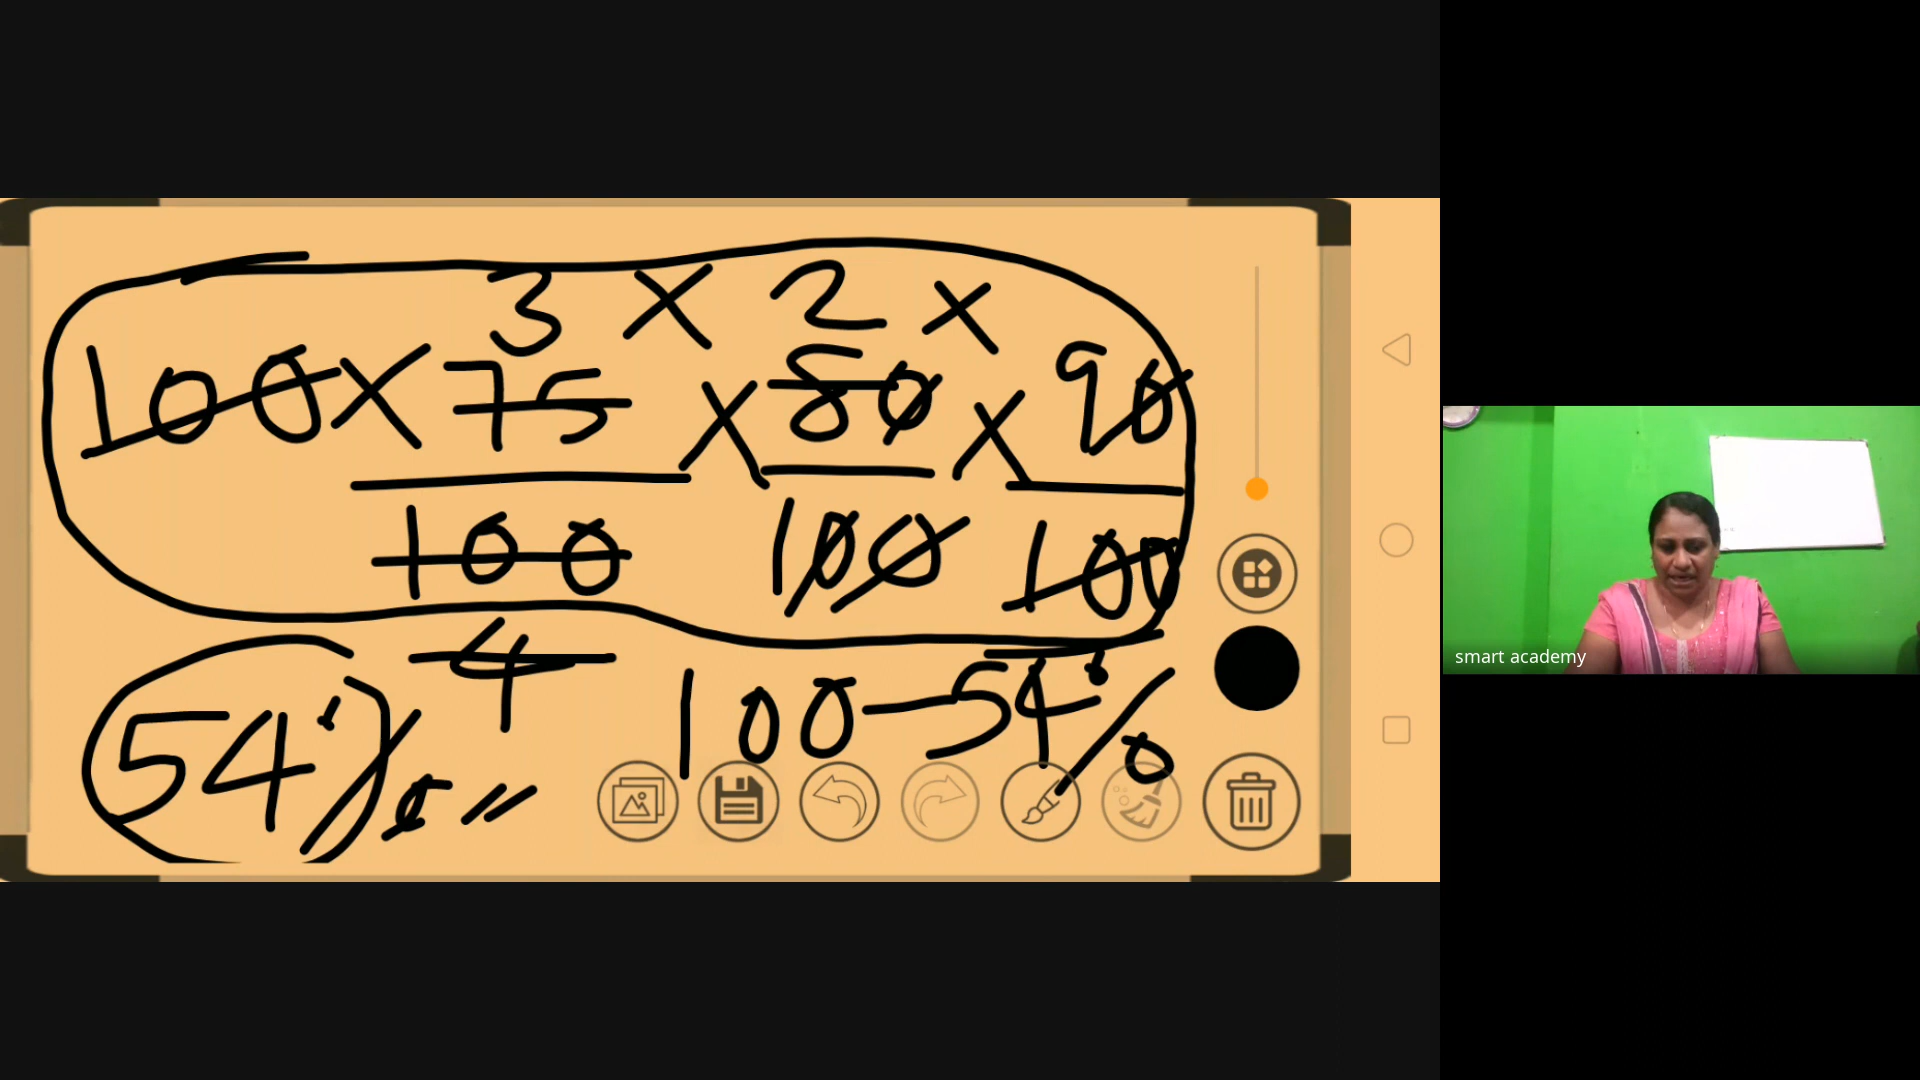 3 × 2 ×
100 × 75 × 80 × 90
100 100 100
4
54% 100 - 54%
smart academy